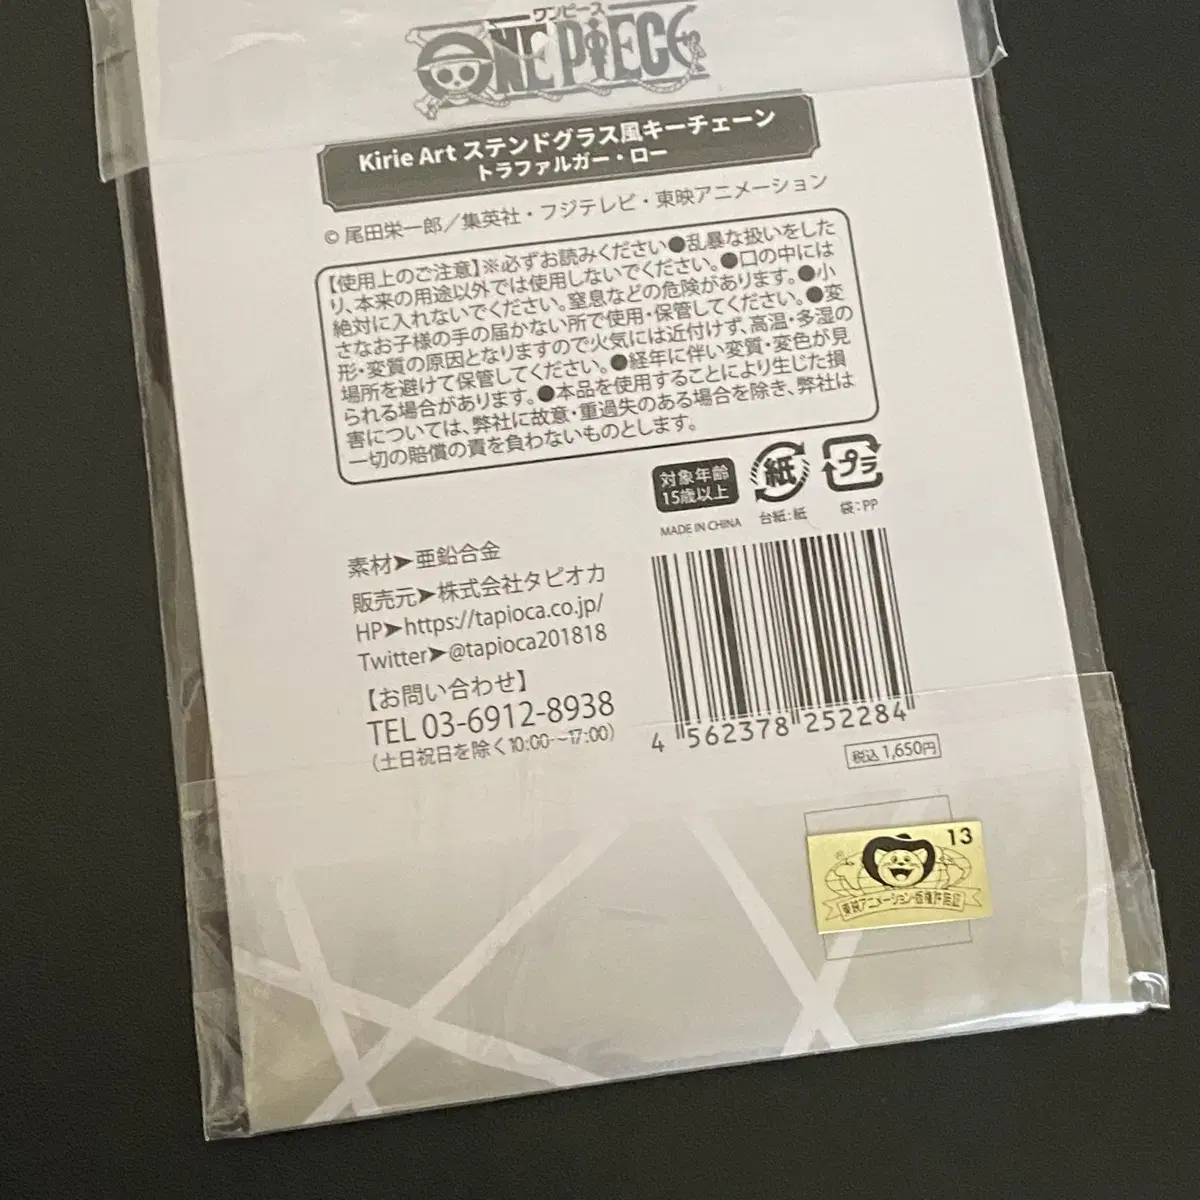 ワンピース
ONE PIECE
Kirie Art ステンドグラス風キーチェーン
トラファルガー・ロー
© 尾田栄一郎／集英社・フジテレビ・東映アニメーション
【使用上のご注意】※必ずお読みください●乱暴な扱いをした
り、本来の用途以外では使用しないでください。●口の中には
絶対に入れないでください。窒息などの危険があります。●小
さなお子様の手の届かない所で使用・保管してください。●変
形・変質の原因となりますので火気には近付けず、高温・多湿の
場所を避けて保管してください。●経年に伴い変質・変色が見
られる場合があります。●本品を使用することにより生じた損
害については、弊社に故意・重過失のある場合を除き、弊社は
一切の賠償の責を負わないものとします。
対象年齢
15歳以上
MADE IN CHINA
紙
台紙:紙
プラ
袋:PP
素材➤亜鉛合金
販売元➤株式会社タピオカ
HP➤https://tapioca.co.jp/
Twitter➤@tapioca201818
【お問い合わせ】
TEL 03-6912-8938
(土日祝日を除く10:00~17:00)
4 562378 252284
税込 1,650円
13
東映アニメーション・版権許諾証